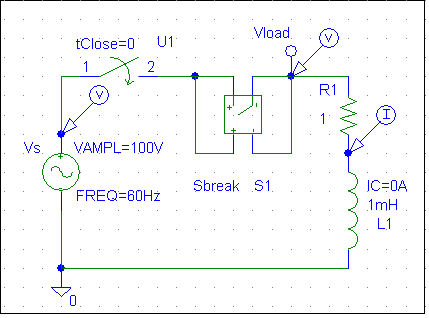 tClose=0 U1
1 2
Vload
V
V
R1
1
I
Vs
VAMPL=100V
FREQ=60Hz
Sbreak S1
IC=0A
1mH
L1
0